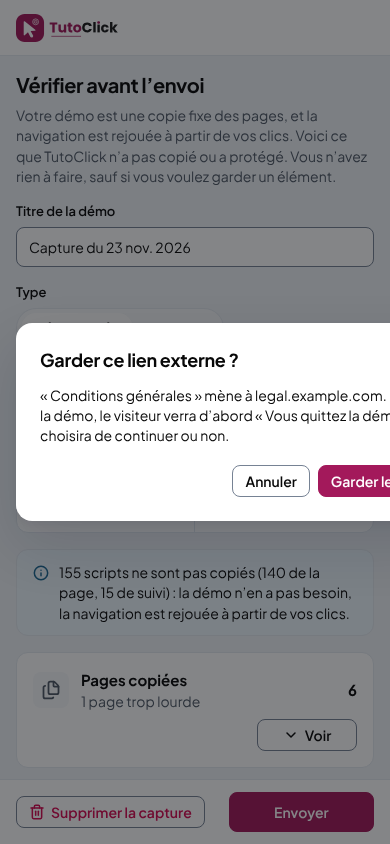 TutoClick
Vérifier avant l’envoi
Votre démo est une copie fixe des pages, et la
navigation est rejouée à partir de vos clics. Voici ce
que TutoClick n’a pas copié ou a protégé. Vous n’avez
rien à faire, sauf si vous voulez garder un élément.
Titre de la démo
Capture du 23 nov. 2026
Type
Garder ce lien externe ?
« Conditions générales » mène à legal.example.com.
la démo, le visiteur verra d’abord « Vous quittez la
choisira de continuer ou non.
Annuler
Garder
155 scripts ne sont pas copiés (140 de la
page, 15 de suivi) : la démo n’en a pas besoin,
la navigation est rejouée à partir de vos clics.
Pages copiées
6
1 page trop lourde
Voir
Supprimer la capture
Envoyer